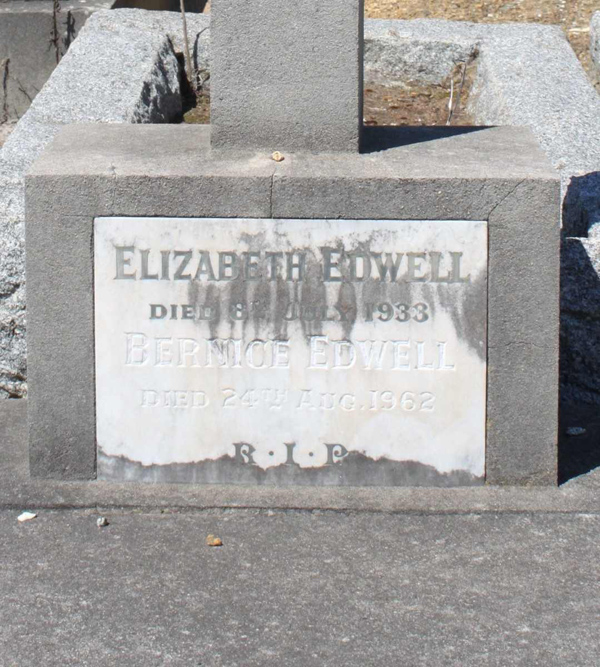 ELIZABETH EDWELL
DIED 8TH JULY 1933
BERNICE EDWELL
DIED 24TH AUG. 1962
R·I·P